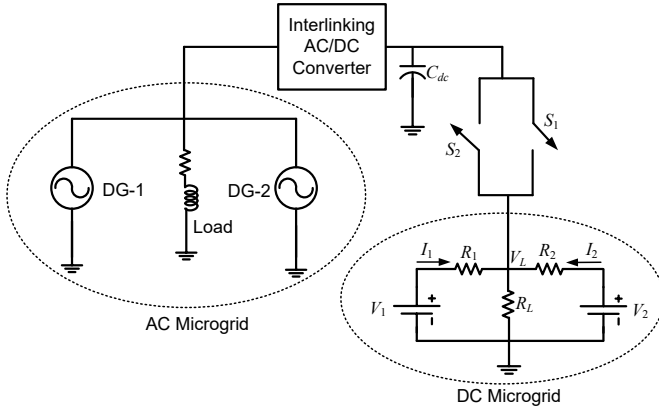 Interlinking
AC/DC
Converter
C_dc
S_1
S_2
DG-1
DG-2
Load
AC Microgrid
I_1
R_1
V_L
R_2
I_2
V_1
+
R_L
+
V_2
DC Microgrid